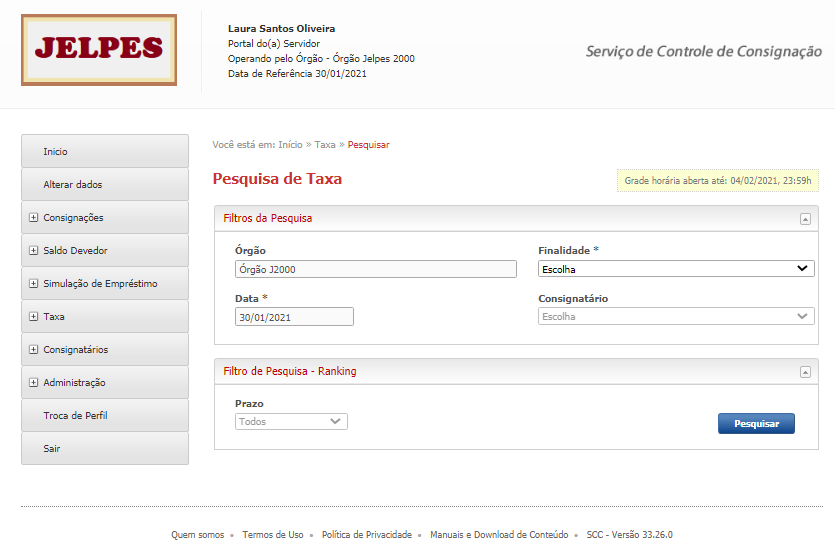 JELPES
Laura Santos Oliveira
Portal do(a) Servidor
Operando pelo Órgão - Órgão Jelpes 2000
Data de Referência 30/01/2021
Serviço de Controle de Consignação
Inicio
Alterar dados
Consignações
Saldo Devedor
Simulação de Empréstimo
Taxa
Consignatários
Administração
Troca de Perfil
Sair
Você está em: Início » Taxa » Pesquisar
Pesquisa de Taxa
Grade horária aberta até: 04/02/2021, 23:59h
Filtros da Pesquisa
Órgão
Órgão J2000
Finalidade *
Escolha
Data *
30/01/2021
Consignatário
Escolha
Filtro de Pesquisa - Ranking
Prazo
Todos
Pesquisar
Quem somos • Termos de Uso • Política de Privacidade • Manuais e Download de Conteúdo • SCC - Versão 33.26.0